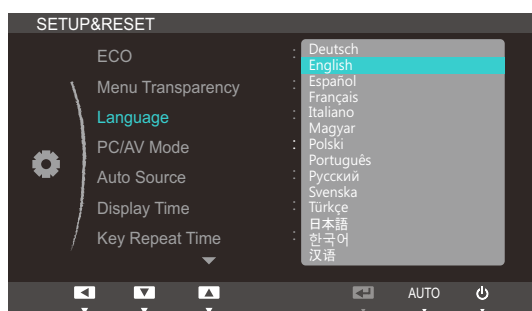 SETUP&RESET
ECO :
Menu Transparency :
Language :
PC/AV Mode :
Auto Source :
Display Time :
Key Repeat Time :
Deutsch
English
Español
Français
Italiano
Magyar
Polski
Português
Русский
Svenska
Türkçe
日本語
한국어
汉语
AUTO